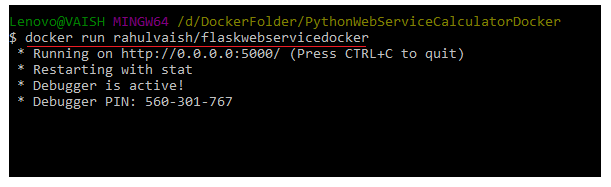 Lenovo@VAISH MINGW64 /d/DockerFolder/PythonWebServiceCalculatorDocker
$ docker run rahulvaish/flaskwebservicedocker
* Running on http://0.0.0.0:5000/ (Press CTRL+C to quit)
* Restarting with stat
* Debugger is active!
* Debugger PIN: 560-301-767